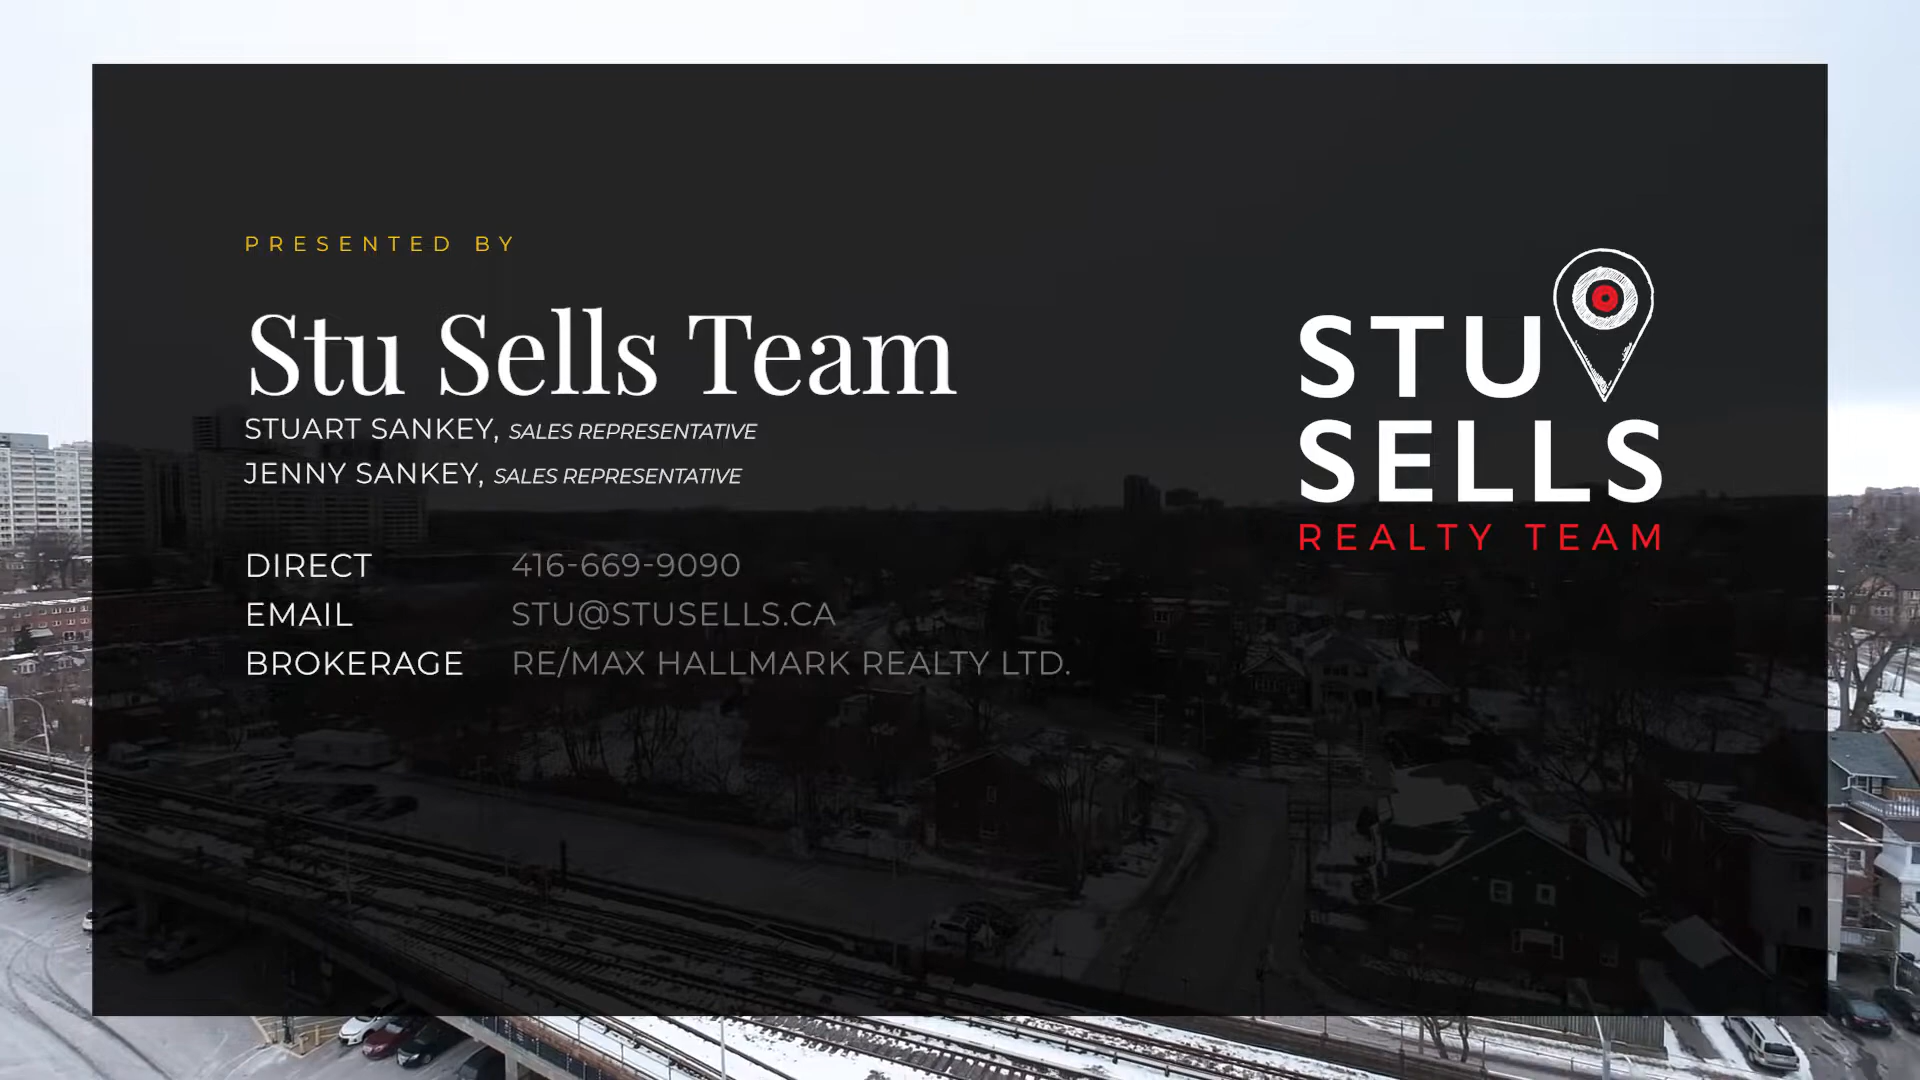 PRESENTED BY
Stu Sells Team
STUART SANKEY, SALES REPRESENTATIVE
JENNY SANKEY, SALES REPRESENTATIVE
DIRECT 416-669-9090
EMAIL STU@STUSELLS.CA
BROKERAGE RE/MAX HALLMARK REALTY LTD.
STU
SELLS
REALTY TEAM